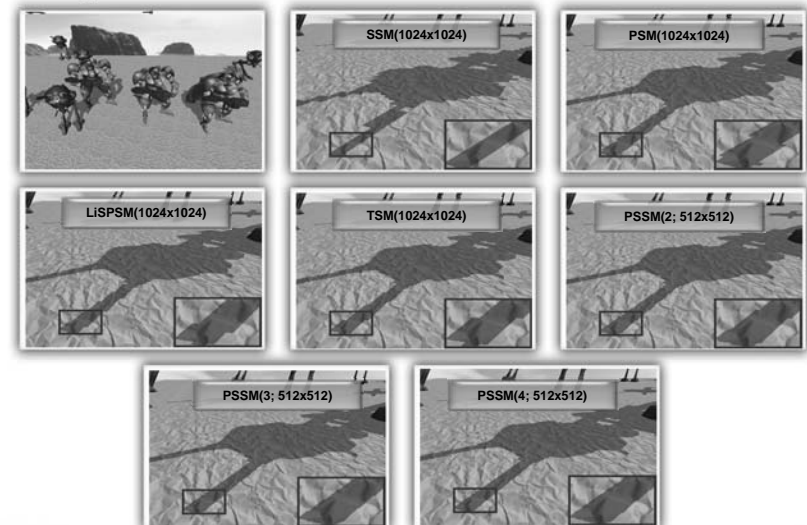 SSM(1024x1024)
PSM(1024x1024)
LiSPSM(1024x1024)
TSM(1024x1024)
PSSM(2; 512x512)
PSSM(3; 512x512)
PSSM(4; 512x512)